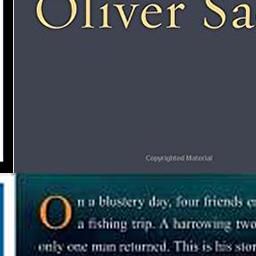 Oliver Sa
Copyrighted Material
On a blustery day, four friends
a fishing trip. A harrowing two
only one man returned. This is his stor